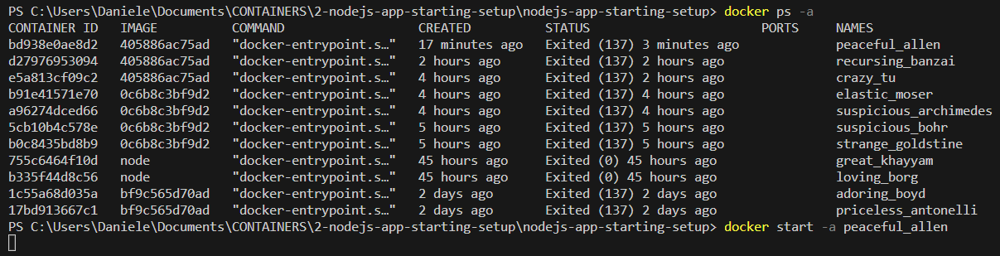 PS C:\Users\Daniele\Documents\CONTAINERS\2-nodejs-app-starting-setup\nodejs-app-starting-setup> docker ps -a
CONTAINER ID   IMAGE          COMMAND                  CREATED          STATUS                       PORTS     NAMES
bd938e0ae8d2   405886ac75ad   "docker-entrypoint.s…"   17 minutes ago   Exited (137) 3 minutes ago             peaceful_allen
d27976953094   405886ac75ad   "docker-entrypoint.s…"   2 hours ago      Exited (137) 2 hours ago               recursing_banzai
e5a813cf09c2   405886ac75ad   "docker-entrypoint.s…"   4 hours ago      Exited (137) 2 hours ago               crazy_tu
b91e41571e70   0c6b8c3bf9d2   "docker-entrypoint.s…"   4 hours ago      Exited (137) 4 hours ago               elastic_moser
a96274dced66   0c6b8c3bf9d2   "docker-entrypoint.s…"   4 hours ago      Exited (137) 4 hours ago               suspicious_archimedes
5cb10b4c578e   0c6b8c3bf9d2   "docker-entrypoint.s…"   5 hours ago      Exited (137) 5 hours ago               suspicious_bohr
b0c8435bd8b9   0c6b8c3bf9d2   "docker-entrypoint.s…"   5 hours ago      Exited (137) 5 hours ago               strange_goldstine
755c6464f10d   node           "docker-entrypoint.s…"   45 hours ago     Exited (0) 45 hours ago                great_khayyam
b335f44d8c56   node           "docker-entrypoint.s…"   45 hours ago     Exited (0) 45 hours ago                loving_borg
1c55a68d035a   bf9c565d70ad   "docker-entrypoint.s…"   2 days ago       Exited (137) 2 days ago                adoring_boyd
17bd913667c1   bf9c565d70ad   "docker-entrypoint.s…"   2 days ago       Exited (137) 2 days ago                priceless_antonelli
PS C:\Users\Daniele\Documents\CONTAINERS\2-nodejs-app-starting-setup\nodejs-app-starting-setup> docker start -a peaceful_allen